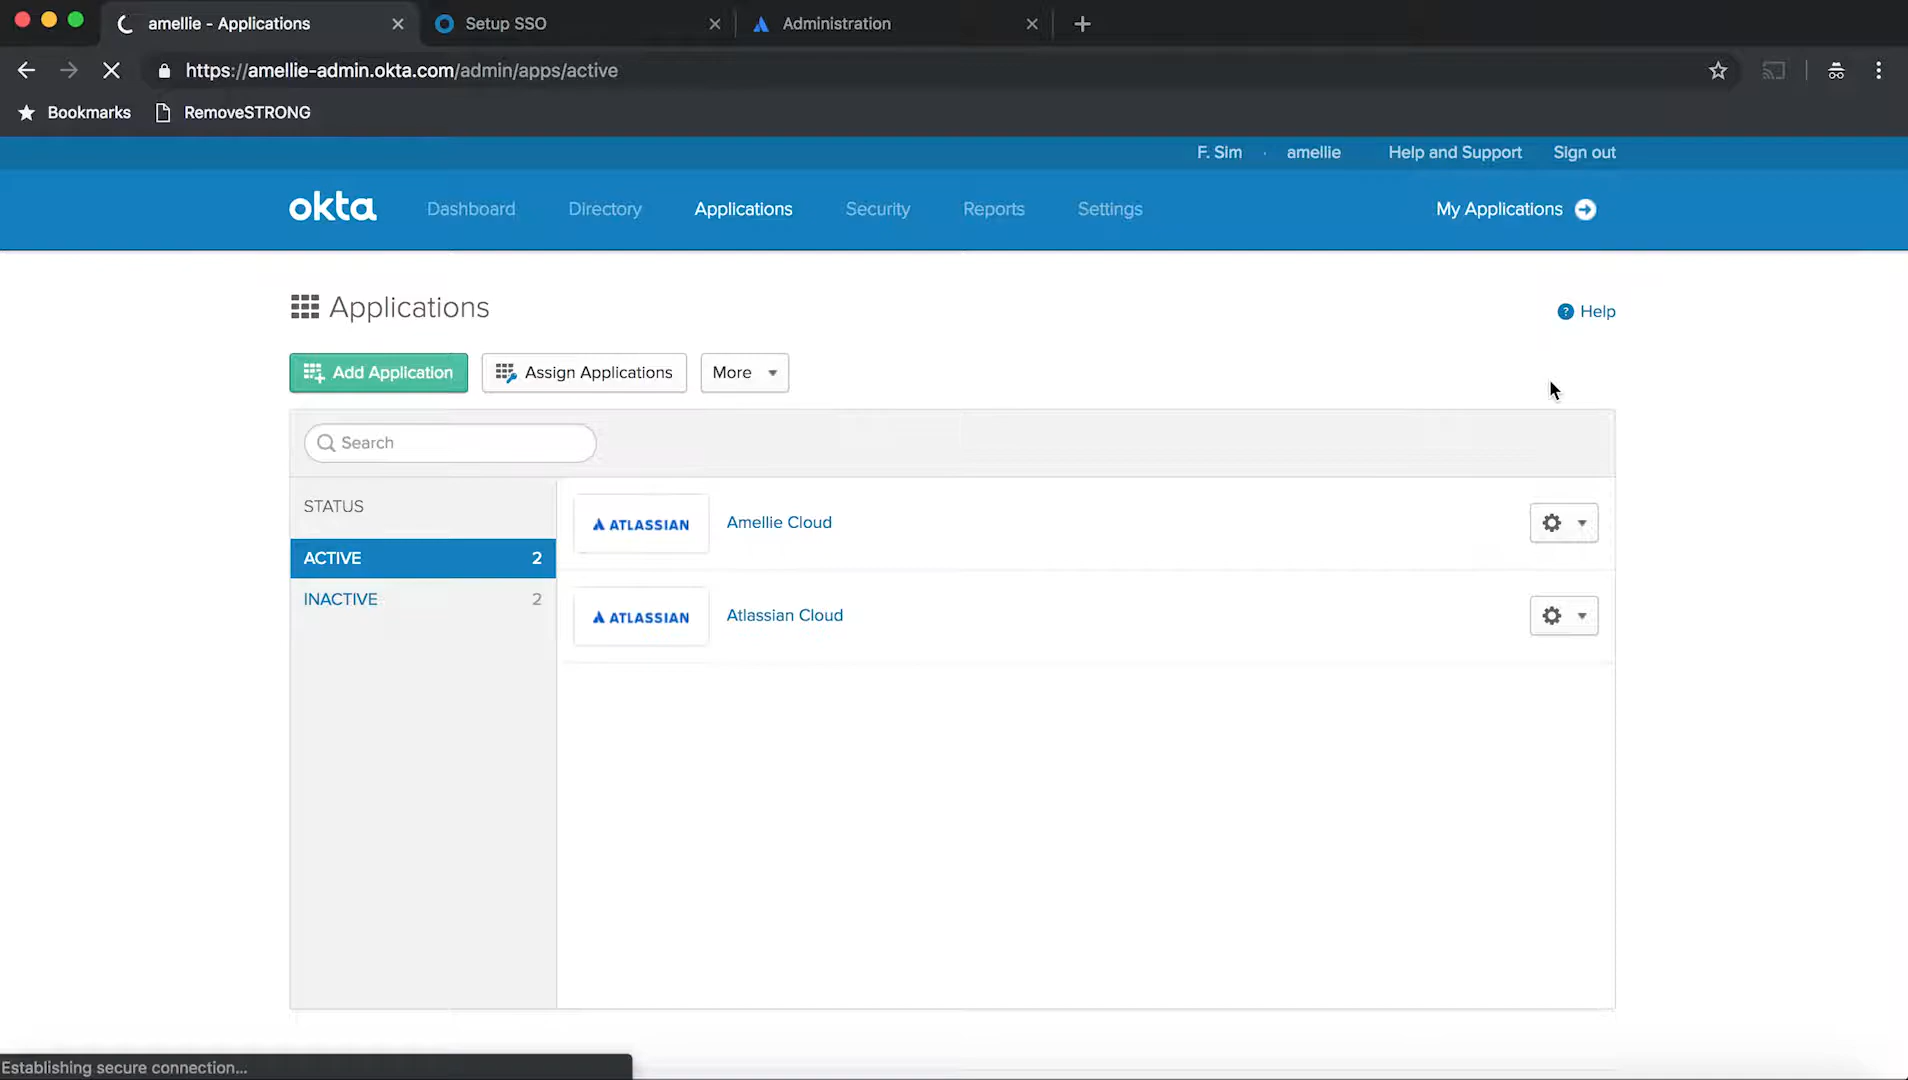 amellie - Applications
Setup SSO
Administration
https://amellie-admin.okta.com/admin/apps/active
Bookmarks
RemoveSTRONG
F. Sim · amellie
Help and Support
Sign out
okta
Dashboard
Directory
Applications
Security
Reports
Settings
My Applications
Applications
? Help
Add Application
Assign Applications
More
Search
STATUS
ACTIVE 2
INACTIVE 2
ATLASSIAN
Amellie Cloud
ATLASSIAN
Atlassian Cloud
Establishing secure connection...